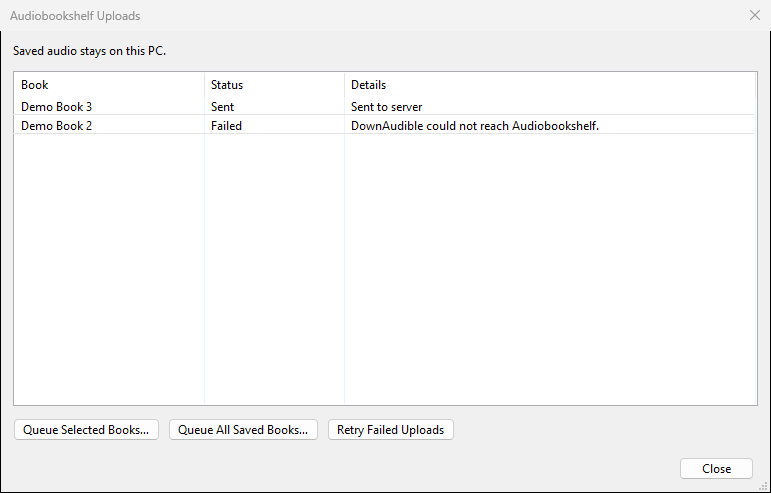 Audiobookshelf Uploads
Saved audio stays on this PC.
Book Status Details
Demo Book 3 Sent Sent to server
Demo Book 2 Failed DownAudible could not reach Audiobookshelf.
Queue Selected Books... Queue All Saved Books... Retry Failed Uploads
Close